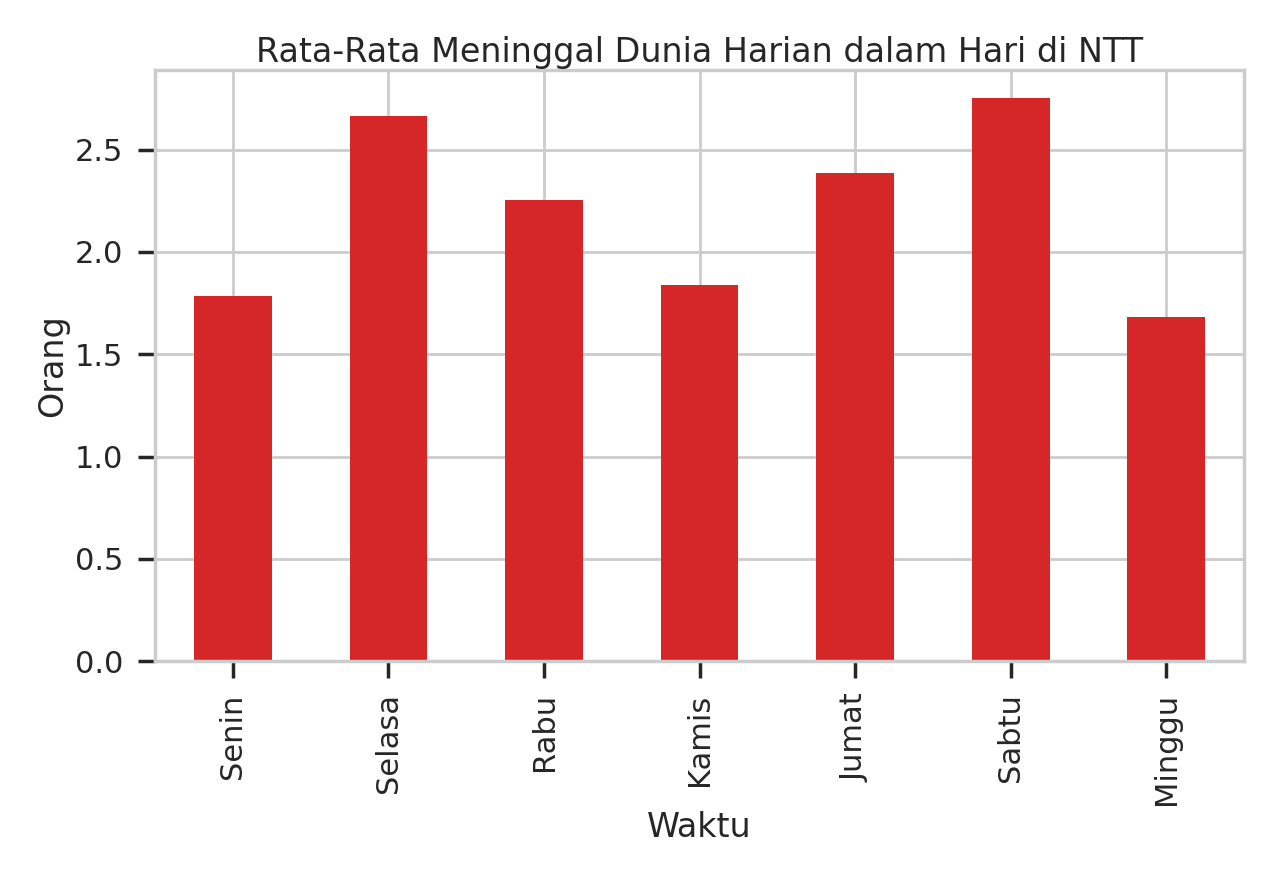 Rata-Rata Meninggal Dunia Harian dalam Hari di NTT
Orang
2.5
2.0
1.5
1.0
0.5
0.0
Senin
Selasa
Rabu
Kamis
Jumat
Sabtu
Minggu
Waktu